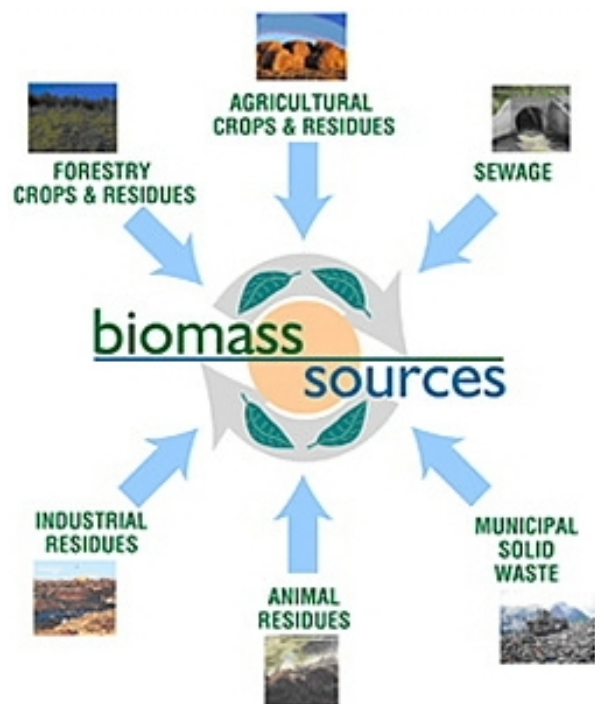 AGRICULTURAL
CROPS & RESIDUES
FORESTRY
CROPS & RESIDUES
SEWAGE
biomass
sources
INDUSTRIAL
RESIDUES
ANIMAL
RESIDUES
MUNICIPAL
SOLID
WASTE